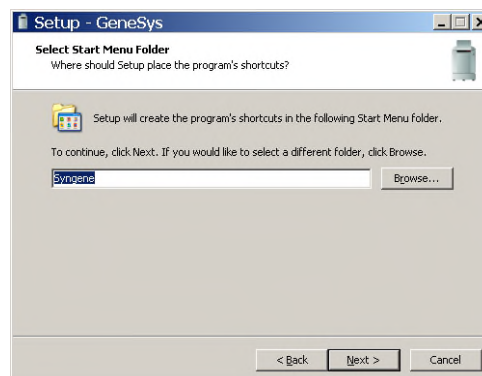 Setup - GeneSys
Select Start Menu Folder
Where should Setup place the program's shortcuts?
Setup will create the program's shortcuts in the following Start Menu folder.
To continue, click Next. If you would like to select a different folder, click Browse.
Syngene
Browse...
< Back
Next >
Cancel